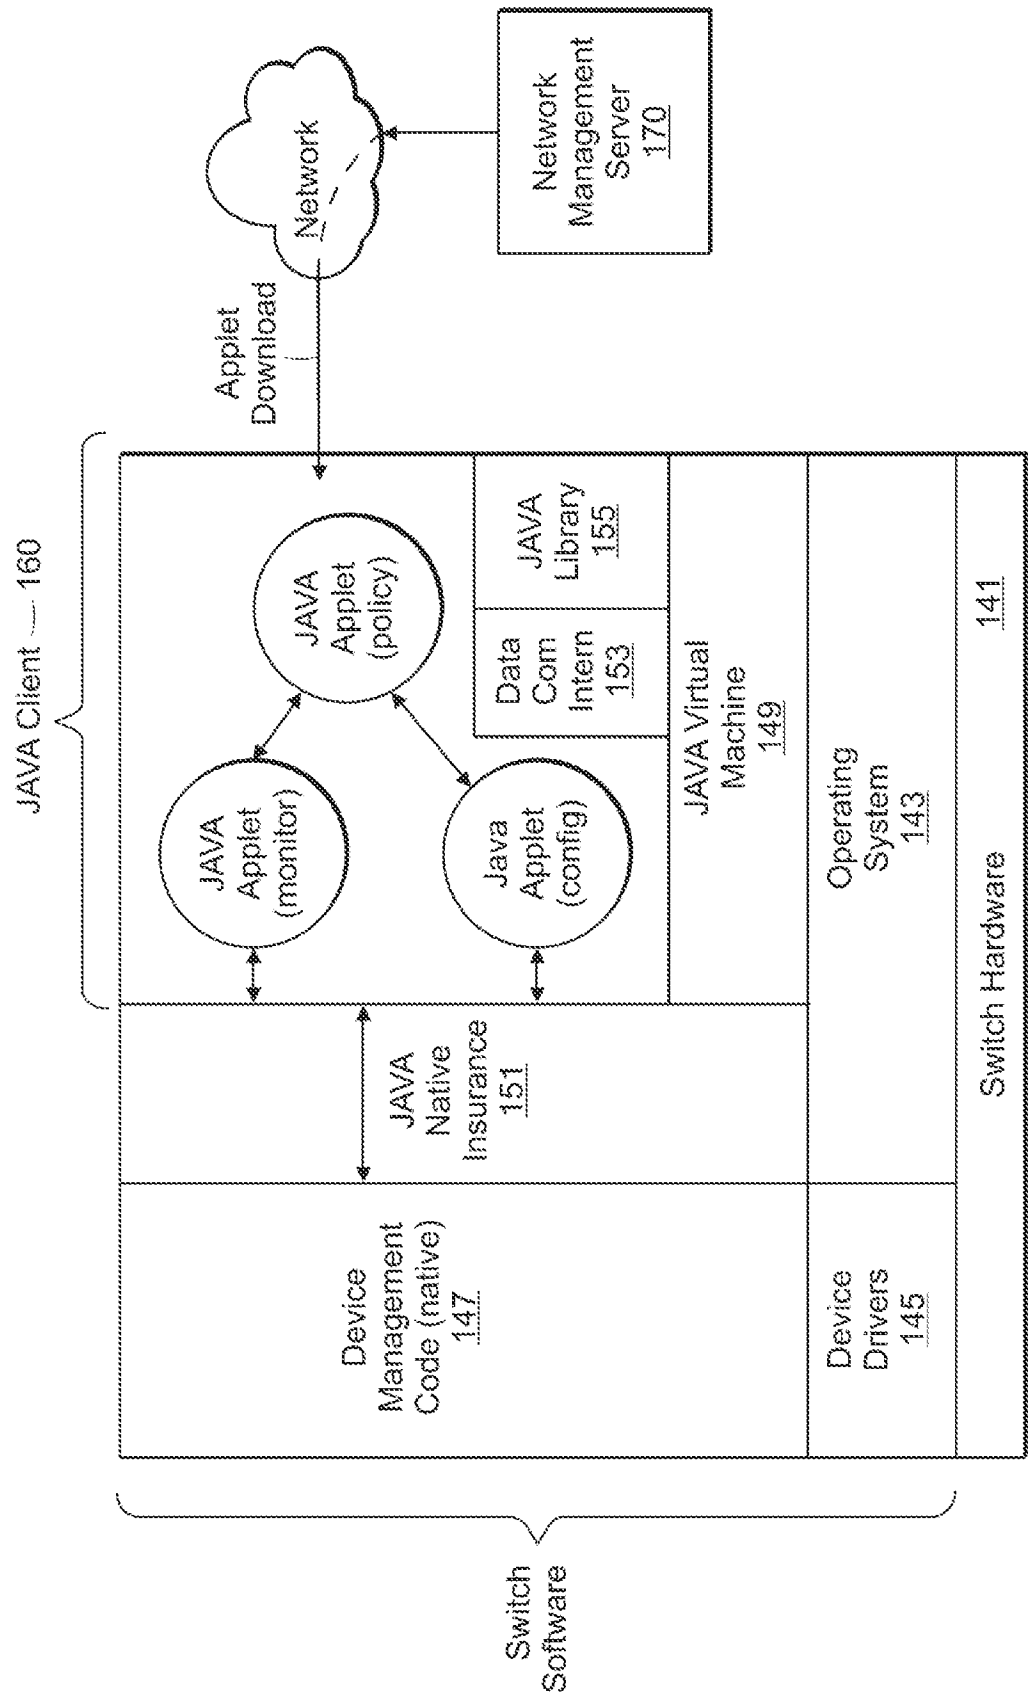 JAVA Client 160
Applet
Download
Network
Network
Management
Server
170
JAVA
Applet
(monitor)
JAVA
Applet
(policy)
Java
Applet
(config)
Data
Com
Intern
153
JAVA
Library
155
JAVA Virtual
Machine
149
JAVA
Native
Insurance
151
Device
Management
Code (native)
147
Device
Drivers
145
Operating
System
143
Switch Hardware 141
Switch
Software